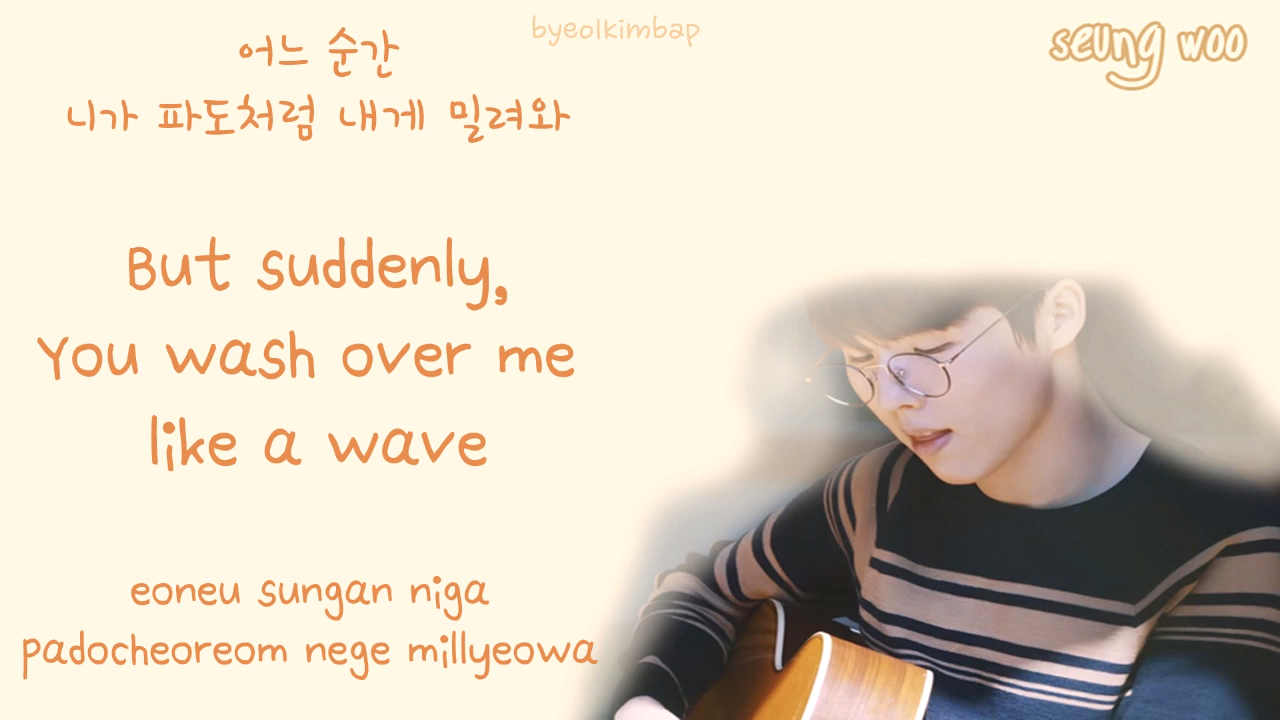 byeolkimbap
seung woo
어느 순간
니가 파도처럼 내게 밀려와
But suddenly,
You wash over me
like a wave
eoneu sungan niga
padocheoreom nege millyeowa